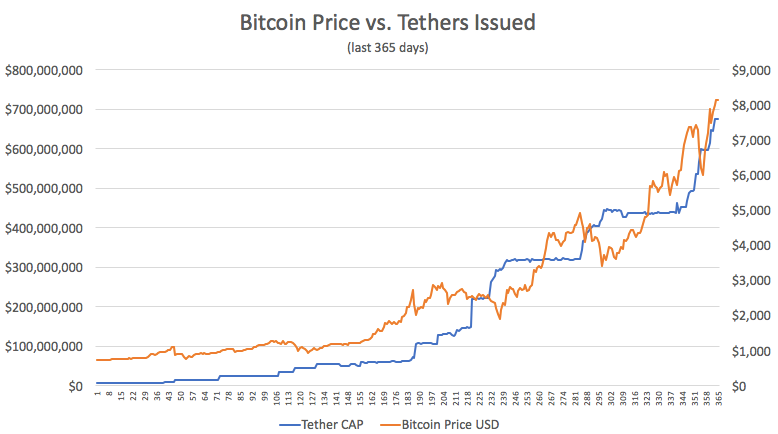 Bitcoin Price vs. Tethers Issued
(last 365 days)
$800,000,000 $9,000
$700,000,000 $8,000
$600,000,000 $7,000
$500,000,000 $6,000
$400,000,000 $5,000
$300,000,000 $4,000
$200,000,000 $3,000
$100,000,000 $2,000
$0 $1,000
$0
1 8 15 22 29 36 43 50 57 64 71 78 85 92 99 106 113 120 127 134 141 148 155 162 169 176 183 190 197 204 211 218 225 232 239 246 253 260 267 274 281 288 295 302 309 316 323 330 337 344 351 358 365
Tether CAP Bitcoin Price USD